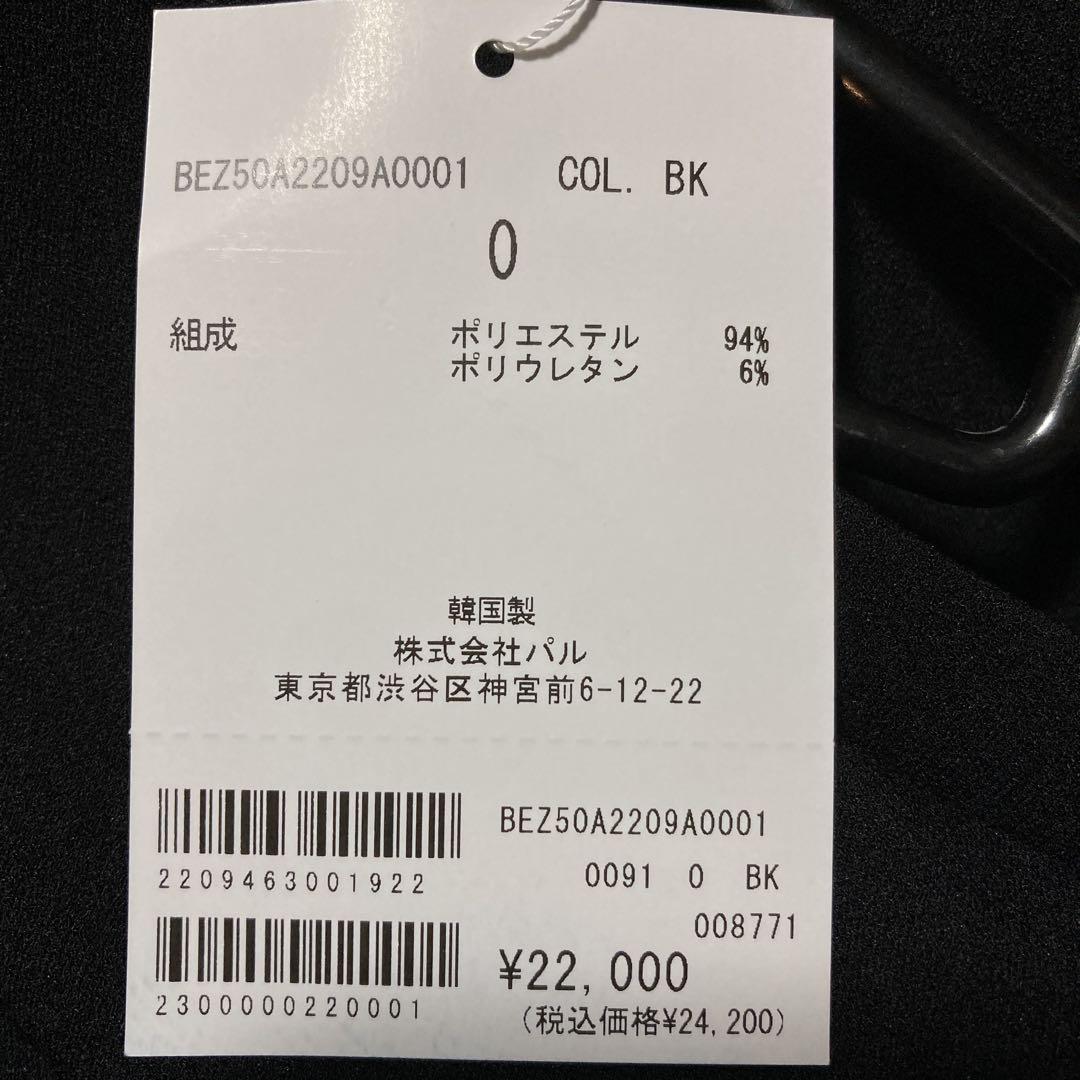 BEZ50A2209A0001 COL. BK
0
組成 ポリエステル 94%
ポリウレタン 6%
韓国製
株式会社パル
東京都渋谷区神宮前6-12-22
BEZ50A2209A0001
2209463001922 0091 0 BK
008771
¥22,000
2300000220001 (税込価格¥24,200)